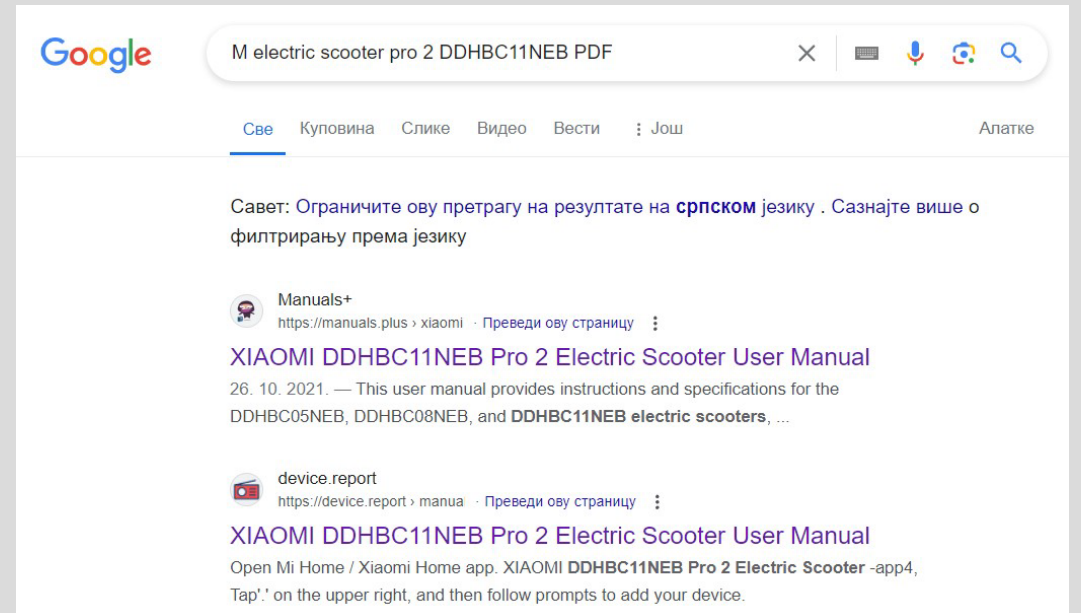 Google
M electric scooter pro 2 DDHBC11NEB PDF
Све Куповина Слике Видео Вести Још Алатке
Савет: Ограничите ову претрагу на резултате на српском језику . Сазнајте више о
филтрирању према језику
Manuals+
https://manuals.plus › xiaomi · Преведи ову страницу
XIAOMI DDHBC11NEB Pro 2 Electric Scooter User Manual
26. 10. 2021. — This user manual provides instructions and specifications for the
DDHBC05NEB, DDHBC08NEB, and DDHBC11NEB electric scooters, ...
device.report
https://device.report › manual · Преведи ову страницу
XIAOMI DDHBC11NEB Pro 2 Electric Scooter User Manual
Open Mi Home / Xiaomi Home app. XIAOMI DDHBC11NEB Pro 2 Electric Scooter -app4,
Tap'.' on the upper right, and then follow prompts to add your device.